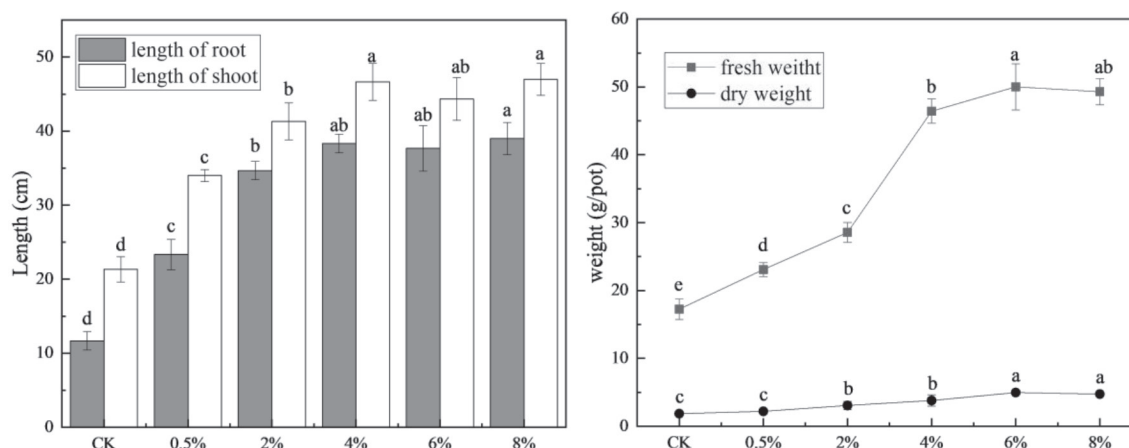 length of root
length of shoot
Length (cm)
50
40
30
20
10
0
d
d
c
c
b
b
ab
a
ab
ab
a
a
CK
0.5%
2%
4%
6%
8%
fresh weitht
dry weight
weight (g/pot)
60
50
40
30
20
10
0
e
d
c
b
a
ab
c
c
b
b
a
a
CK
0.5%
2%
4%
6%
8%